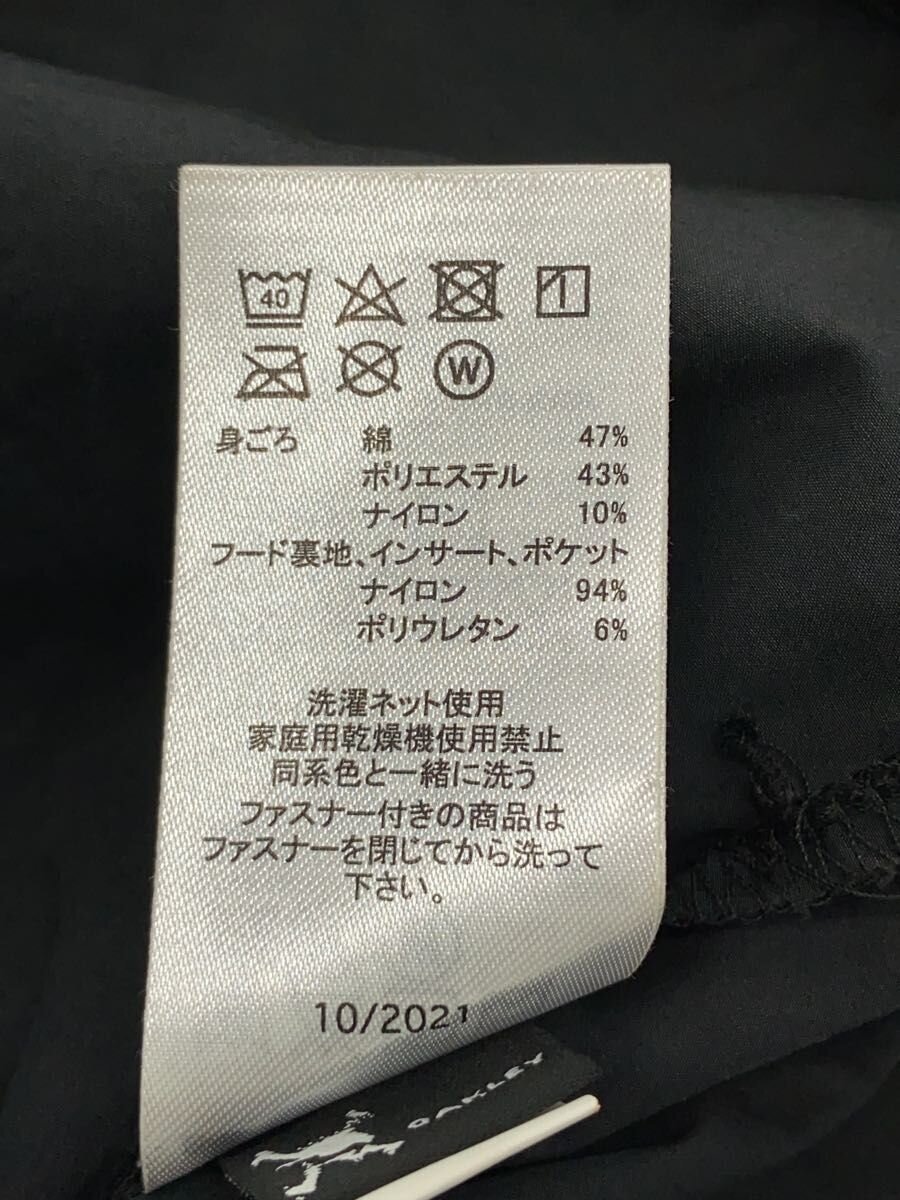 40
W
身ごろ 綿 47%
ポリエステル 43%
ナイロン 10%
フード裏地、インサート、ポケット
ナイロン 94%
ポリウレタン 6%
洗濯ネット使用
家庭用乾燥機使用禁止
同系色と一緒に洗う
ファスナー付きの商品は
ファスナーを閉じてから洗って
下さい。
10/2021
OAKLEY